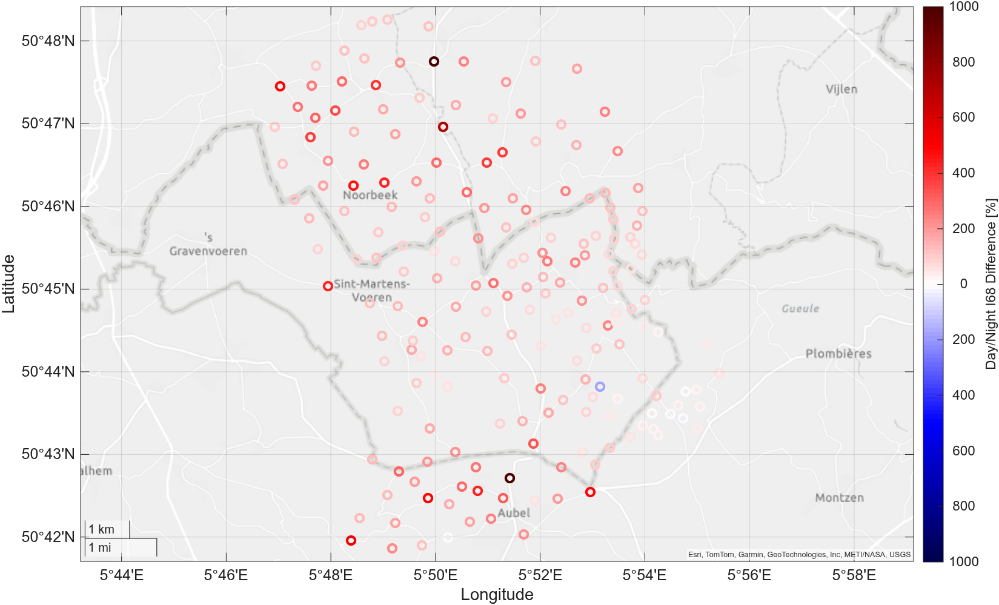 50°48'N
50°47'N
50°46'N
50°45'N
50°44'N
50°43'N
50°42'N
Latitude
5°44'E
5°46'E
5°48'E
5°50'E
5°52'E
5°54'E
5°56'E
5°58'E
Longitude
Vijlen
Noorbeek
's
Gravenvoeren
Sint-Martens-
Voeren
Gueule
Plombières
alhem
Montzen
Aubel
1 km
1 mi
Esri, TomTom, Garmin, GeoTechnologies, Inc, METI/NASA, USGS
1000
800
600
400
200
0
200
400
600
800
1000
Day/Night I68 Difference [%]